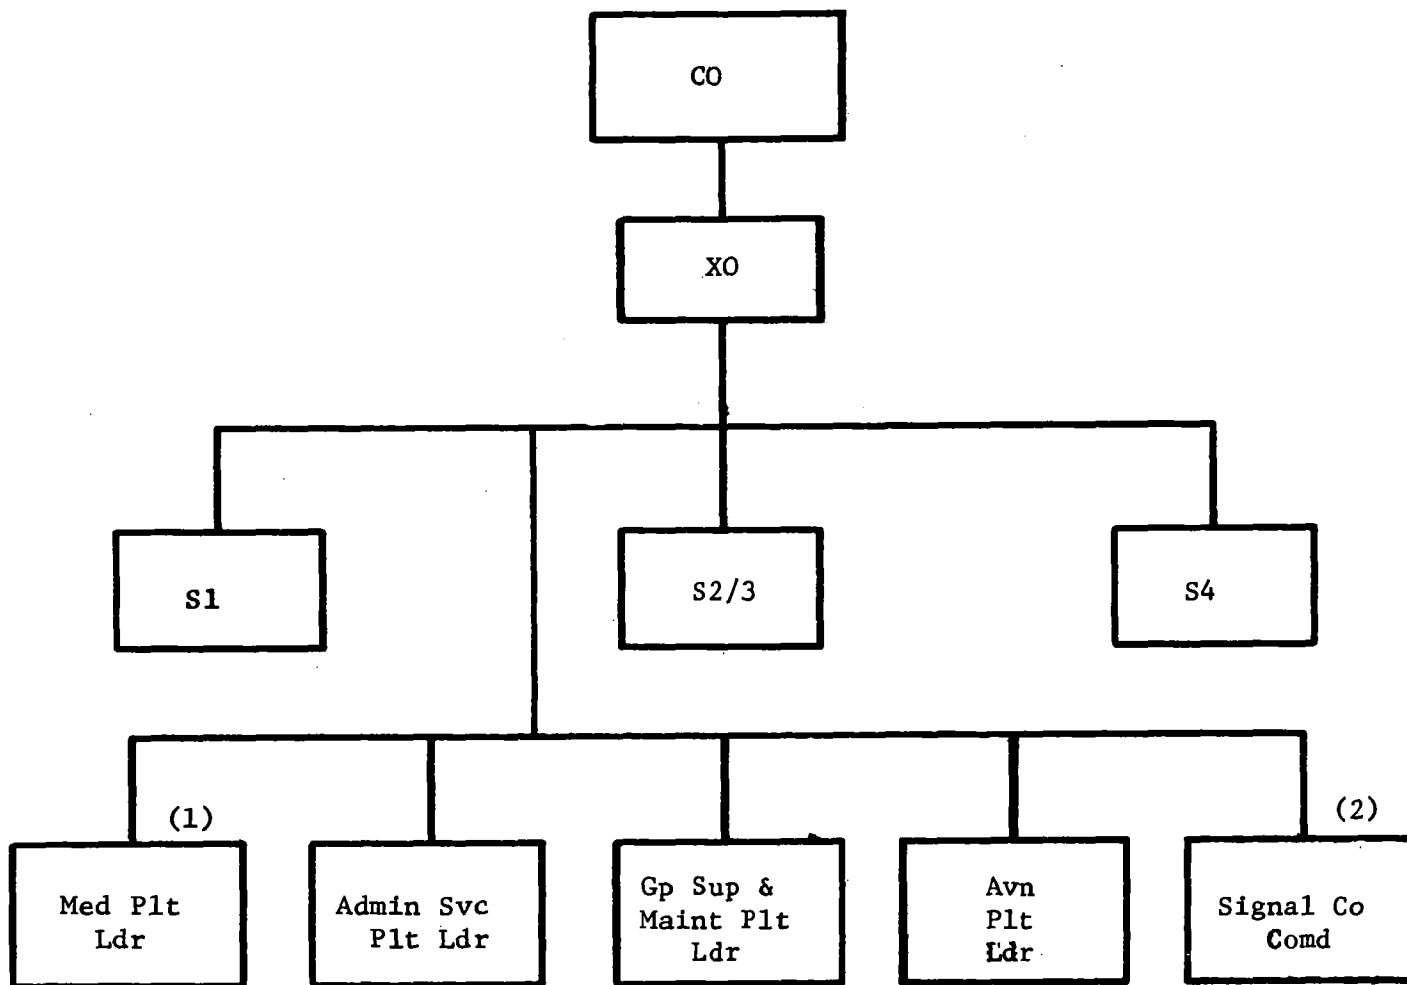 CO
XO
S1
S2/3
S4
(1)
(2)
Med Plt
Ldr
Admin Svc
Plt Ldr
Gp Sup &
Maint Plt
Ldr
Avn
Plt
Ldr
Signal Co
Comd